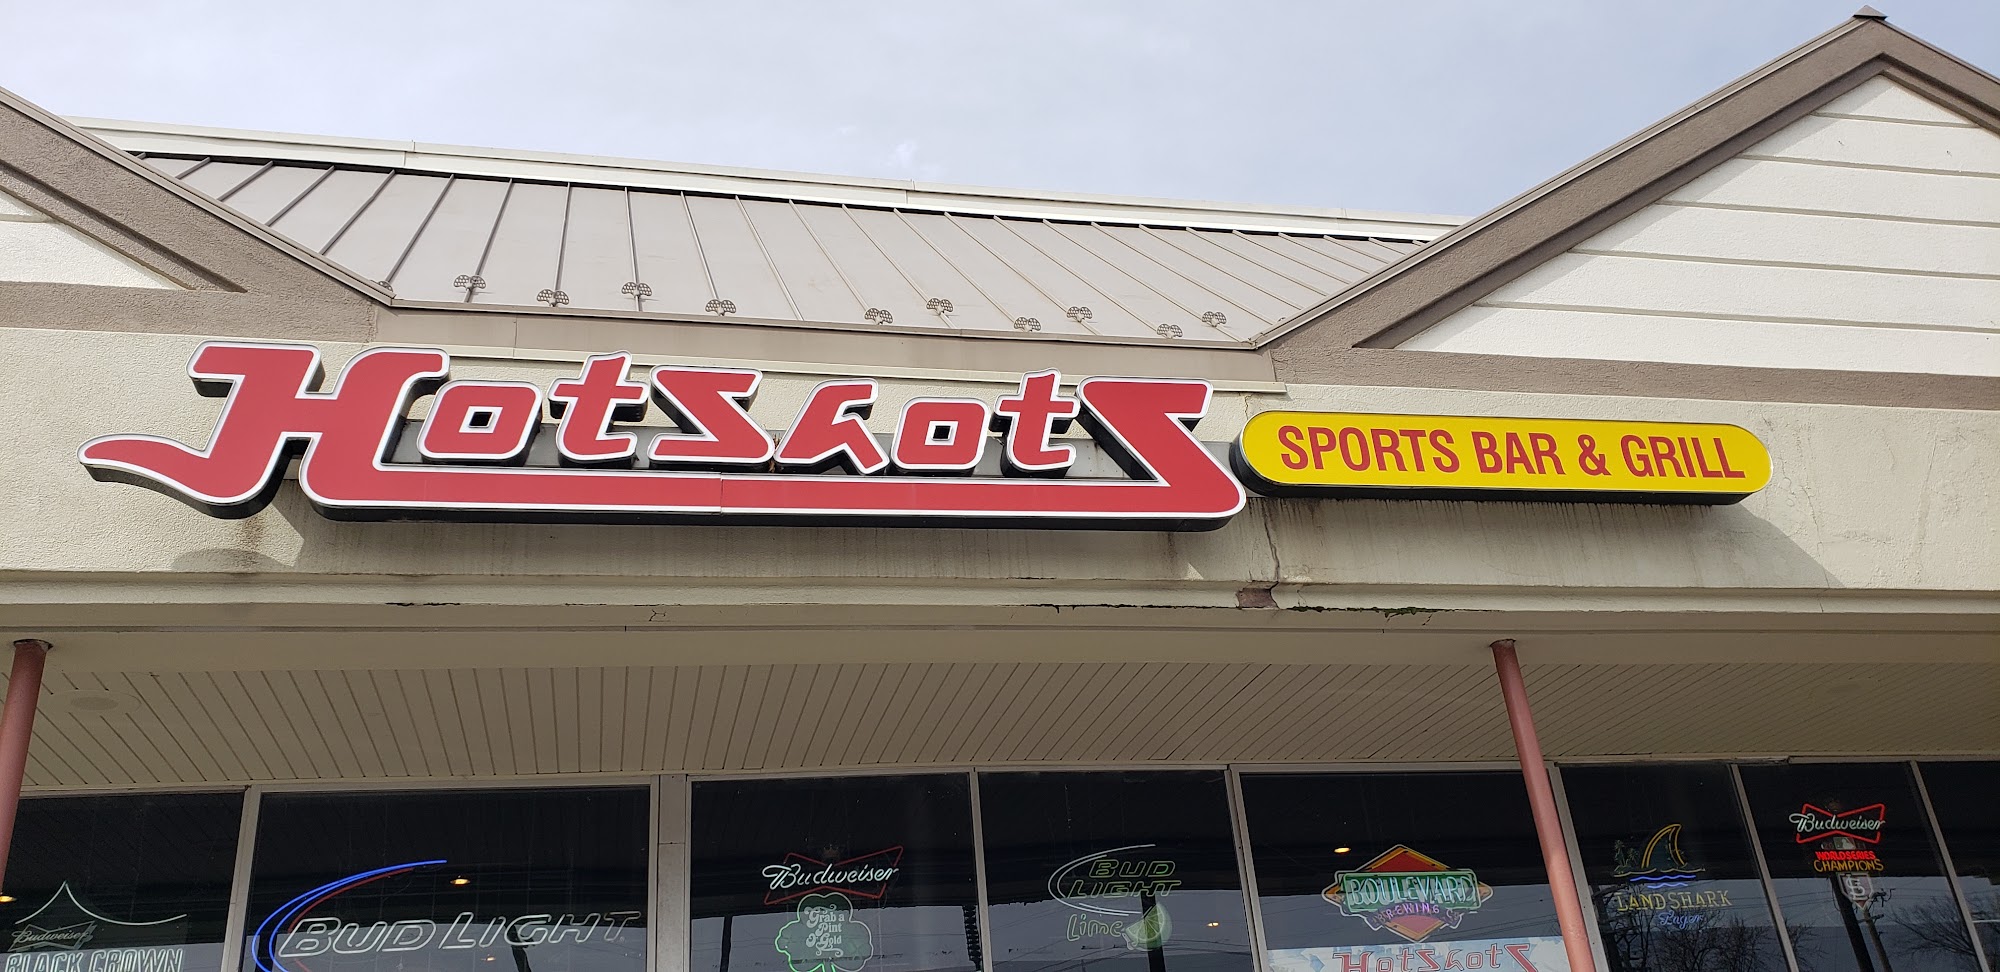 HotShotS
SPORTS BAR & GRILL
Budweiser
BLACK CROWN
BUD LIGHT
Budweiser
Grab a
Pint
O'Gold
BUD
LIGHT
Lime
BOULEVARD
BREWING Co
HotShotS
LANDSHARK
Lager
Budweiser
WORLD SERIES
CHAMPIONS
SF